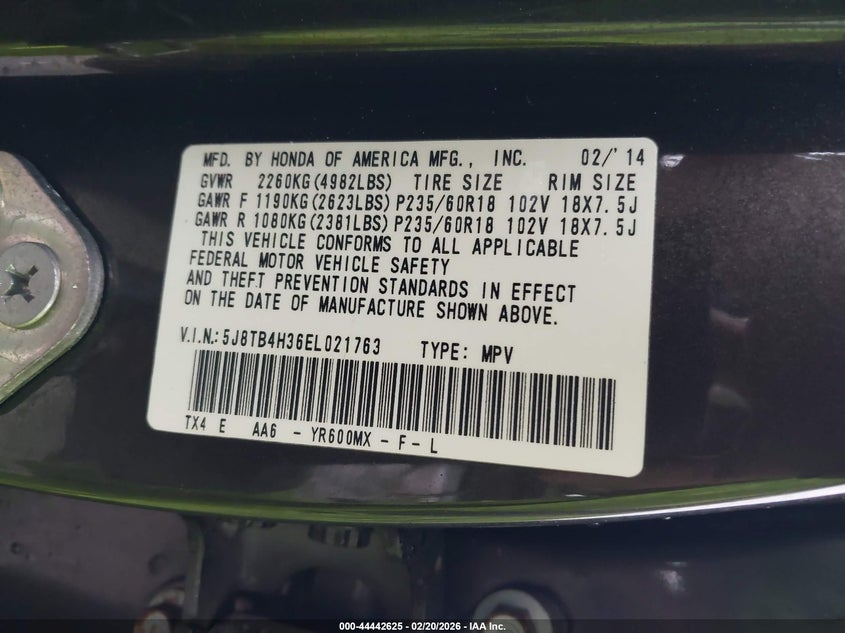 MFD. BY HONDA OF AMERICA MFG., INC. 02/'14
GVWR 2260KG(4982LBS) TIRE SIZE RIM SIZE
GAWR F 1190KG(2623LBS) P235/60R18 102V 18X7.5J
GAWR R 1080KG(2381LBS) P235/60R18 102V 18X7.5J
THIS VEHICLE CONFORMS TO ALL APPLICABLE
FEDERAL MOTOR VEHICLE SAFETY
AND THEFT PREVENTION STANDARDS IN EFFECT
ON THE DATE OF MANUFACTURE SHOWN ABOVE.
V.I.N.:5J8TB4H36EL021763 TYPE: MPV
TX4 E AA6 - YR600MX - F - L
000-44442625 - 02/20/2026 - IAA Inc.